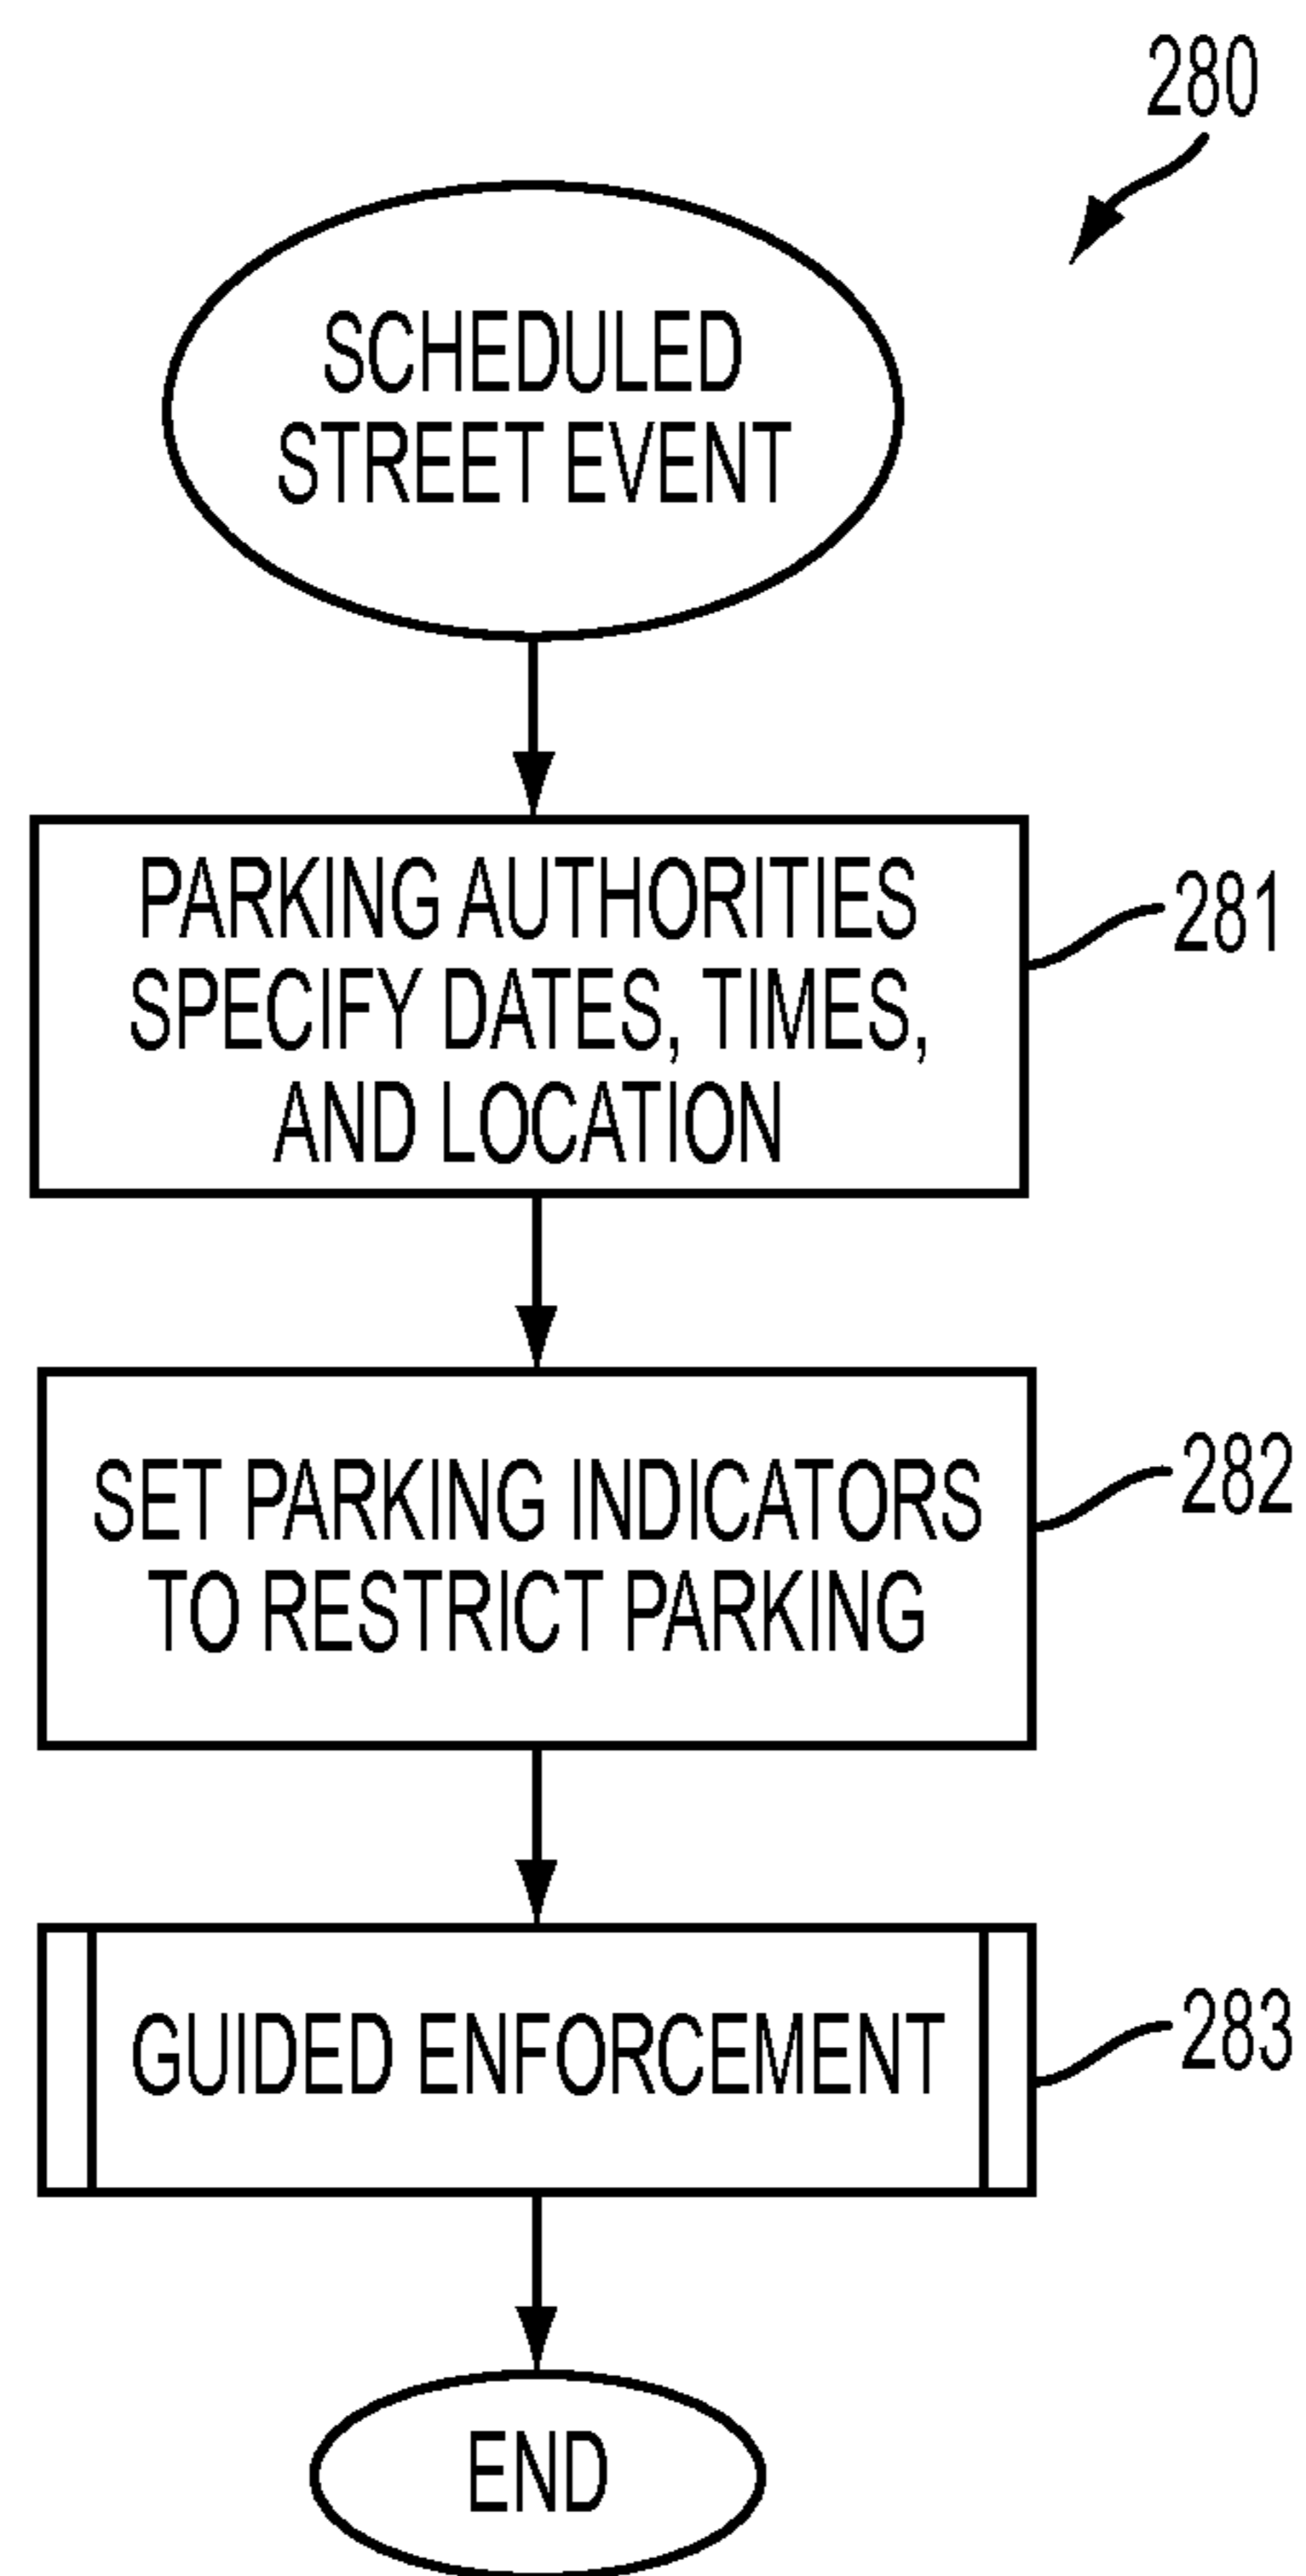 280
SCHEDULED
STREET EVENT
PARKING AUTHORITIES
SPECIFY DATES, TIMES,
AND LOCATION
281
SET PARKING INDICATORS
TO RESTRICT PARKING
282
GUIDED ENFORCEMENT
283
END